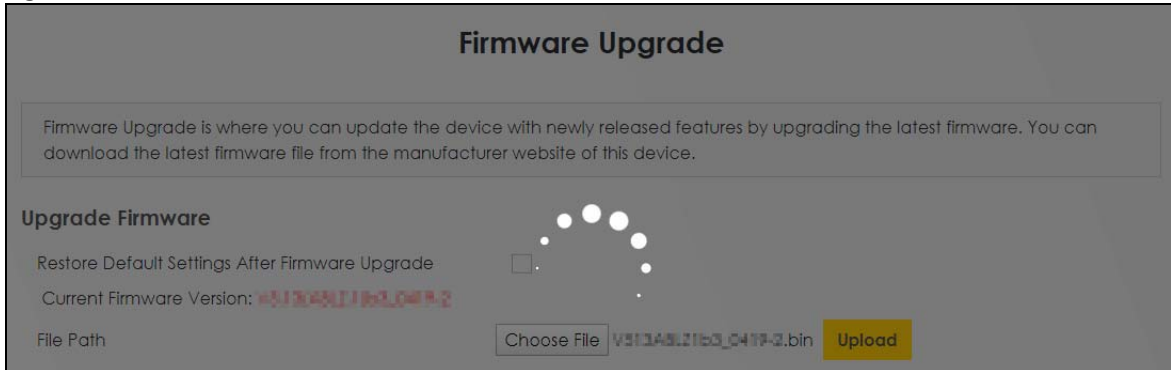 Firmware Upgrade
Firmware Upgrade is where you can update the device with newly released features by upgrading the latest firmware. You can
download the latest firmware file from the manufacturer website of this device.
Upgrade Firmware
Restore Default Settings After Firmware Upgrade
Current Firmware Version:
File Path Choose File .bin Upload